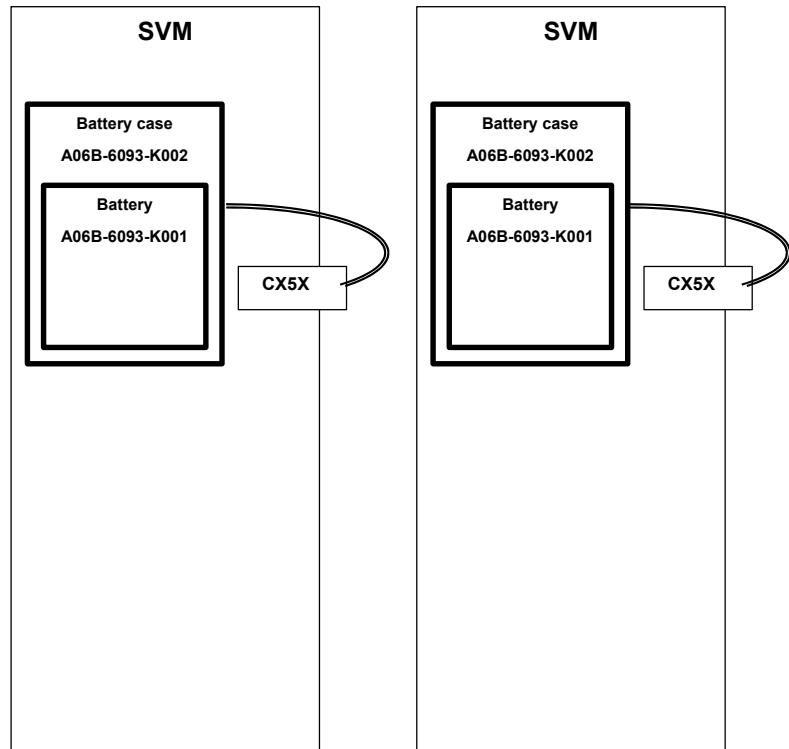 SVM
Battery case
A06B-6093-K002
Battery
A06B-6093-K001
CX5X
SVM
Battery case
A06B-6093-K002
Battery
A06B-6093-K001
CX5X